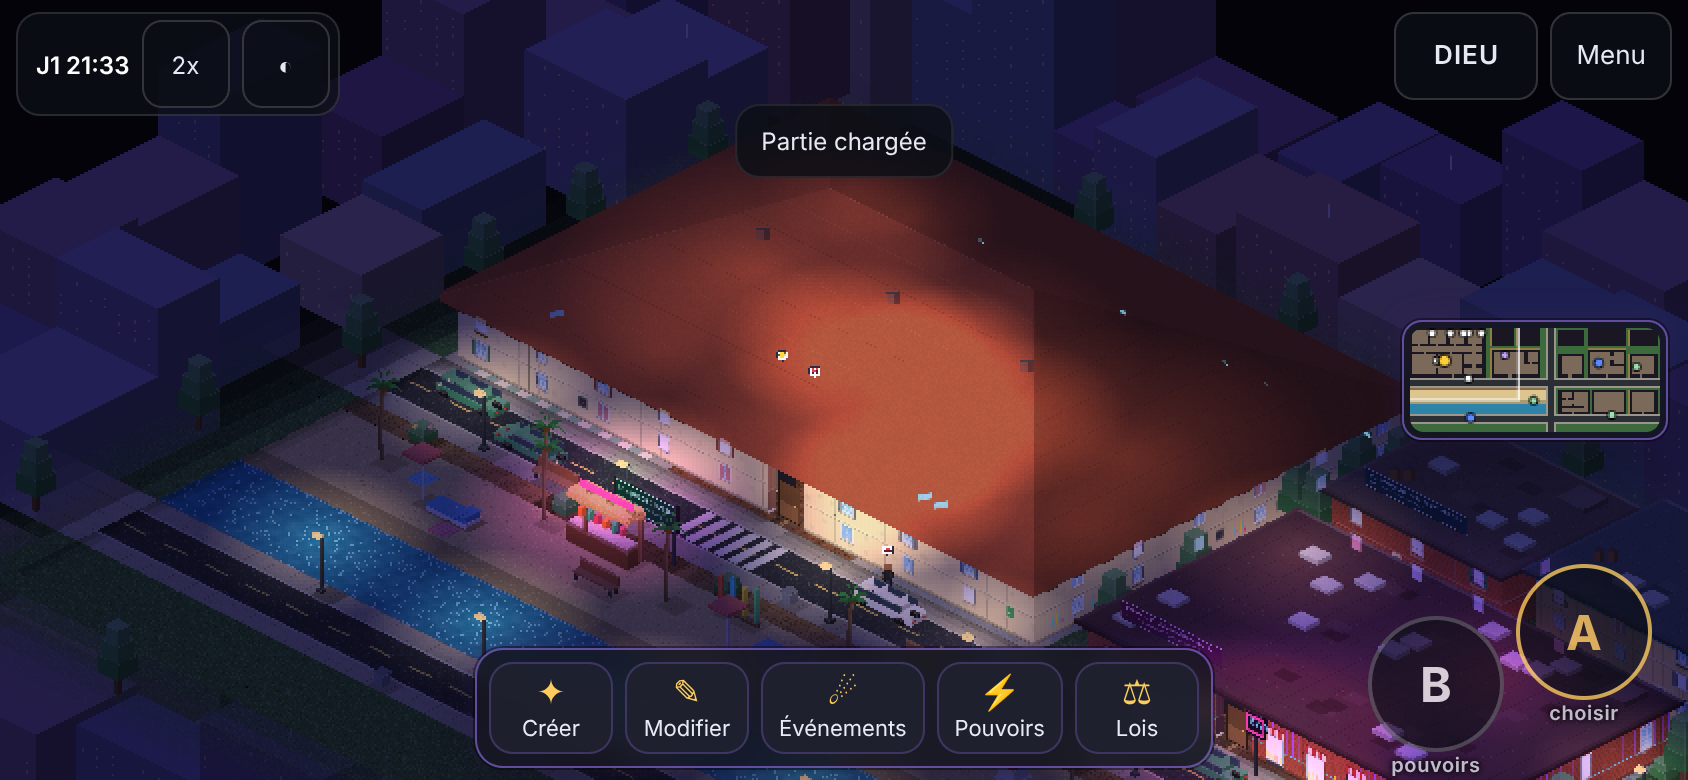 J1 21:33
2x
DIEU
Menu
Partie chargée
Créer
Modifier
Événements
Pouvoirs
Lois
A
choisir
B
pouvoirs